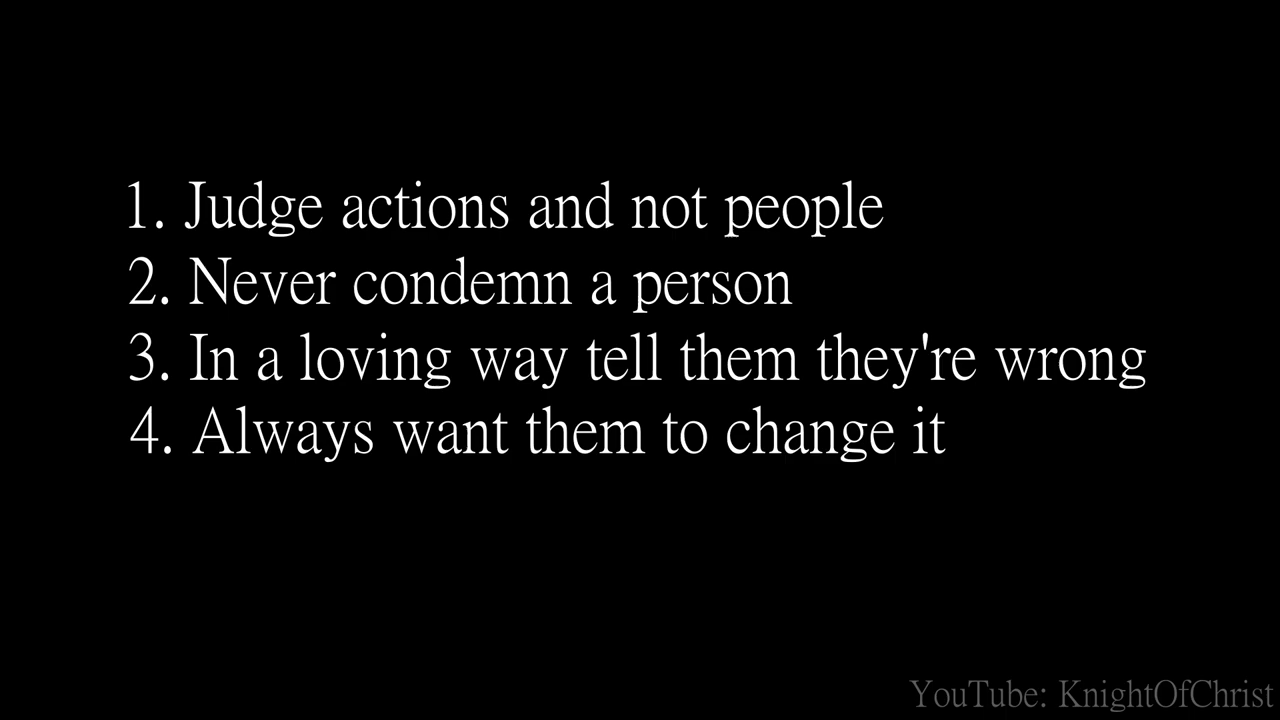 1. Judge actions and not people
2. Never condemn a person
3. In a loving way tell them they're wrong
4. Always want them to change it
YouTube: KnightOfChrist